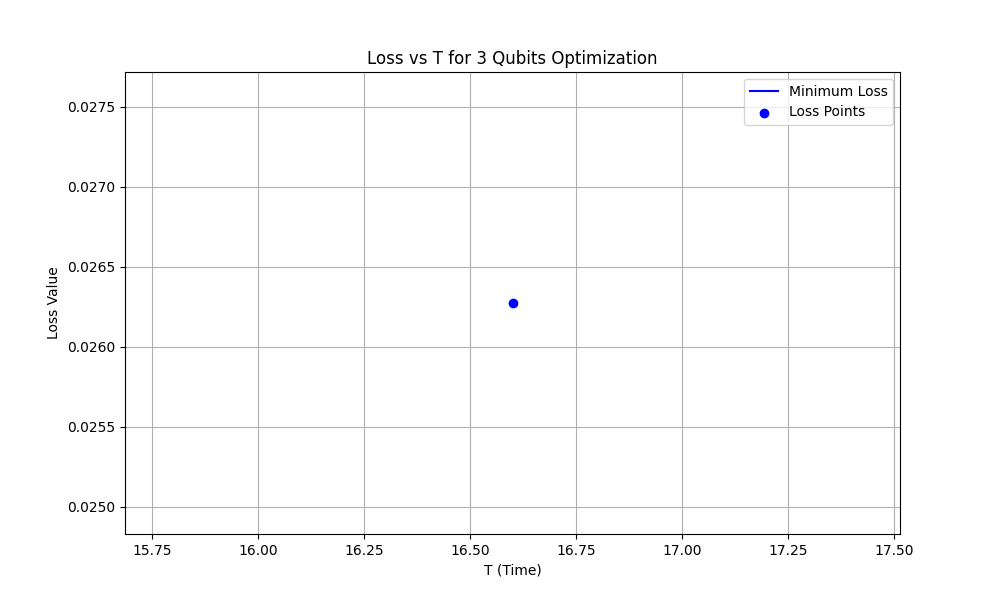 Loss vs T for 3 Qubits Optimization
Minimum Loss
Loss Points
Loss Value
0.0275
0.0270
0.0265
0.0260
0.0255
0.0250
15.75 16.00 16.25 16.50 16.75 17.00 17.25 17.50
T (Time)